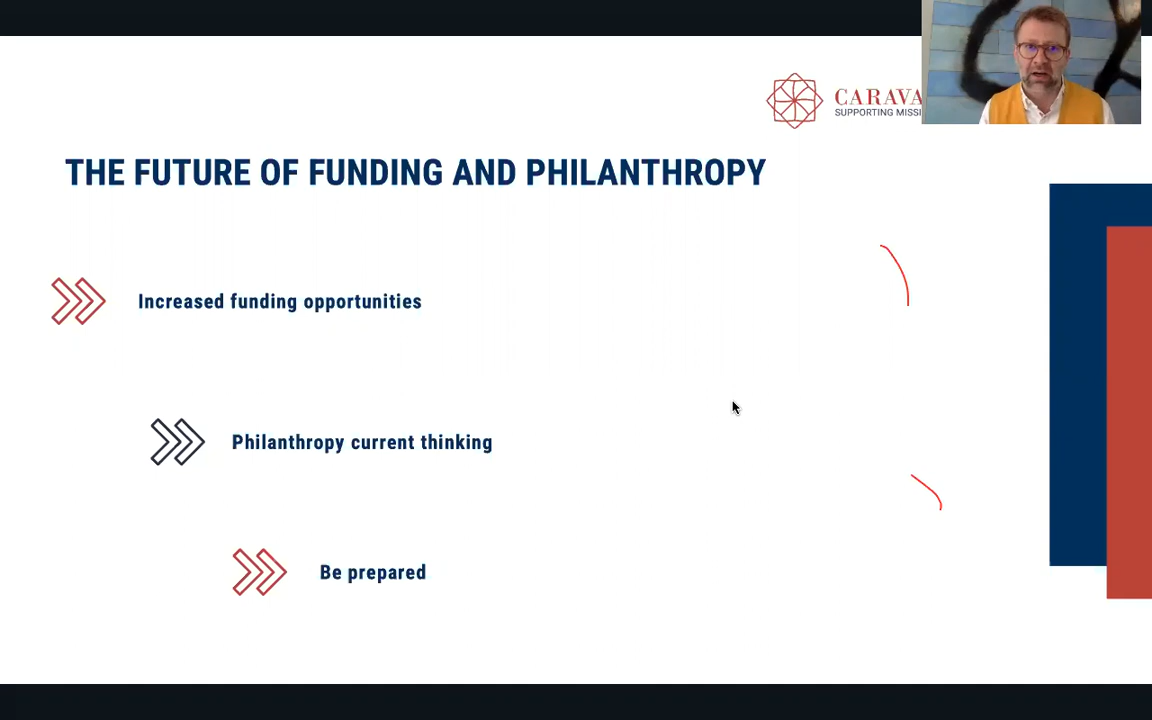 CARAVA
SUPPORTING MISSI
THE FUTURE OF FUNDING AND PHILANTHROPY
Increased funding opportunities
Philanthropy current thinking
Be prepared